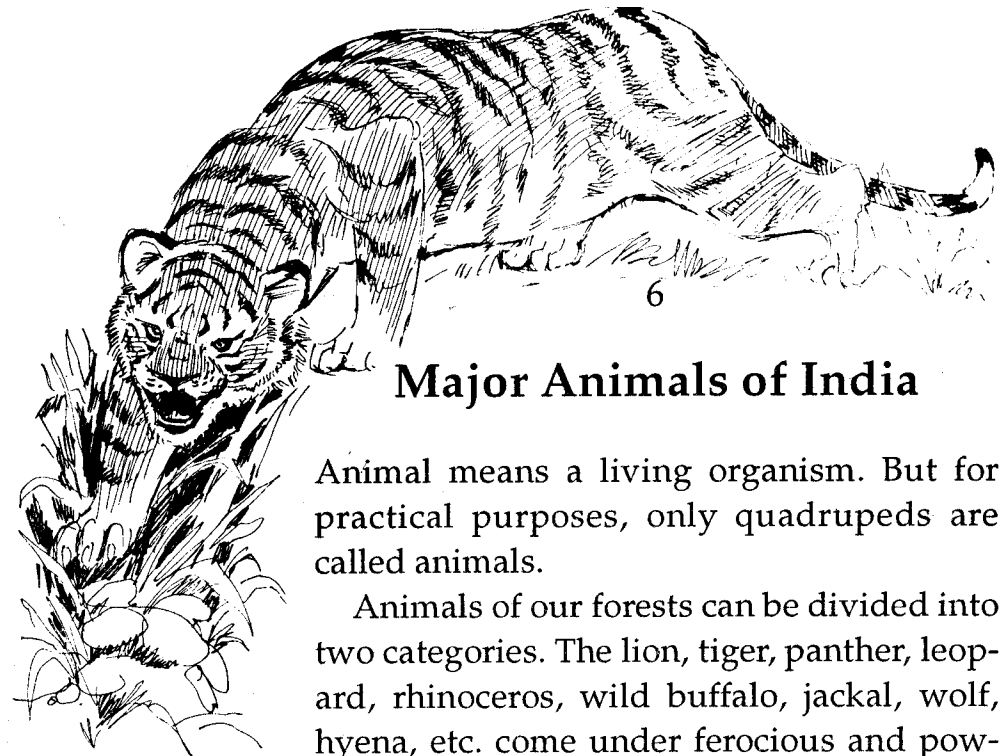 6
Major Animals of India
Animal means a living organism. But for
practical purposes, only quadrupeds are
called animals.
Animals of our forests can be divided into
two categories. The lion, tiger, panther, leop-
ard, rhinoceros, wild buffalo, jackal, wolf,
hyena, etc. come under ferocious and pow-